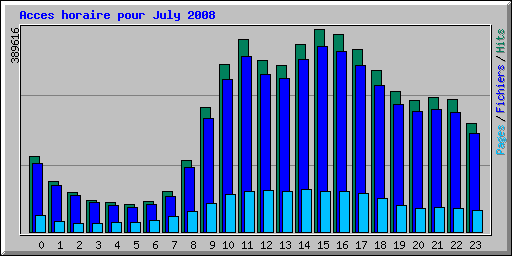 Acces horaire pour July 2008
389616
Pages / Fichiers / Hits
0 1 2 3 4 5 6 7 8 9 10 11 12 13 14 15 16 17 18 19 20 21 22 23